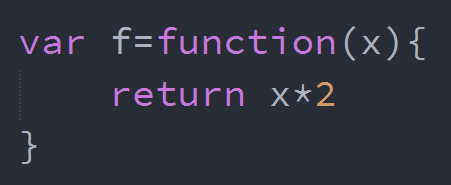 var f=function(x){
    return x*2
}